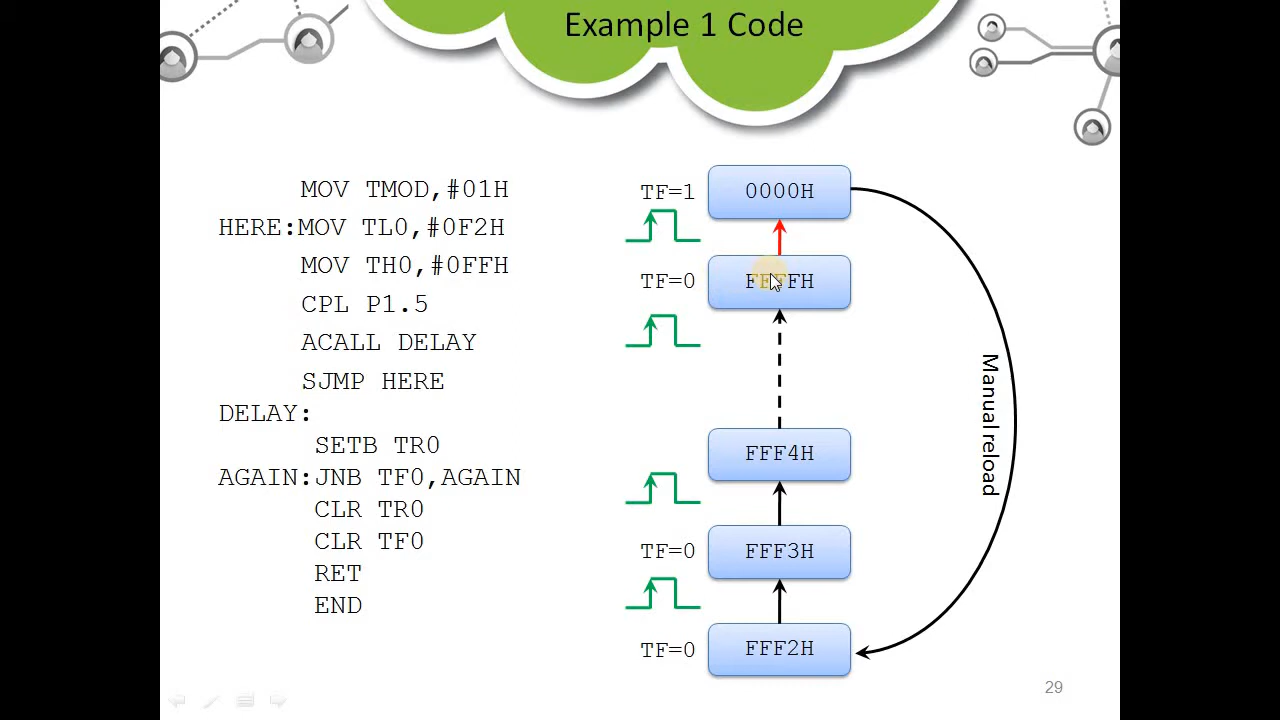 Example 1 Code
MOV TMOD,#01H
HERE:MOV TL0,#0F2H
MOV TH0,#0FFH
CPL P1.5
ACALL DELAY
SJMP HERE
DELAY:
SETB TR0
AGAIN:JNB TF0,AGAIN
CLR TR0
CLR TF0
RET
END
TF=1
0000H
TF=0
FFFFH
FFF4H
TF=0
FFF3H
TF=0
FFF2H
Manual reload
29